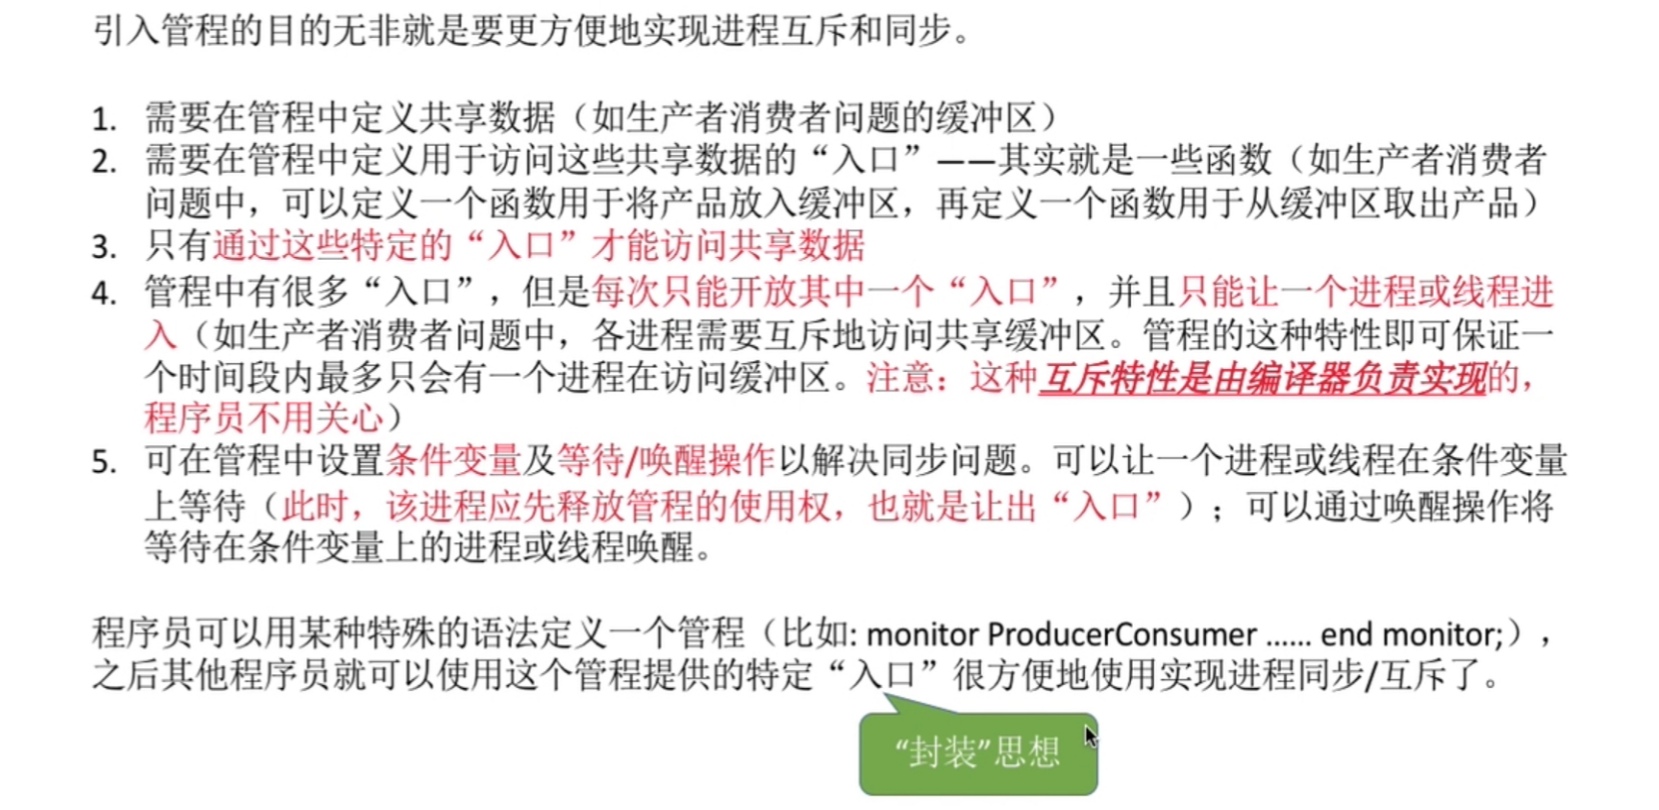 引入管程的目的无非就是要更方便地实现进程互斥和同步。
1. 需要在管程中定义共享数据（如生产者消费者问题的缓冲区）
2. 需要在管程中定义用于访问这些共享数据的“入口”——其实就是一些函数（如生产者消费者
问题中，可以定义一个函数用于将产品放入缓冲区，再定义一个函数用于从缓冲区取出产品）
3. 只有通过这些特定的“入口”才能访问共享数据
4. 管程中有很多“入口”，但是每次只能开放其中一个“入口”，并且只能让一个进程或线程进
入（如生产者消费者问题中，各进程需要互斥地访问共享缓冲区。管程的这种特性即可保证一
个时间段内最多只会有一个进程在访问缓冲区。注意：这种互斥特性是由编译器负责实现的，
程序员不用关心）
5. 可在管程中设置条件变量及等待/唤醒操作以解决同步问题。可以让一个进程或线程在条件变量
上等待（此时，该进程应先释放管程的使用权，也就是让出“入口”）；可以通过唤醒操作将
等待在条件变量上的进程或线程唤醒。
程序员可以用某种特殊的语法定义一个管程（比如: monitor ProducerConsumer ...... end monitor;），
之后其他程序员就可以使用这个管程提供的特定“入口”很方便地使用实现进程同步/互斥了。
“封装”思想